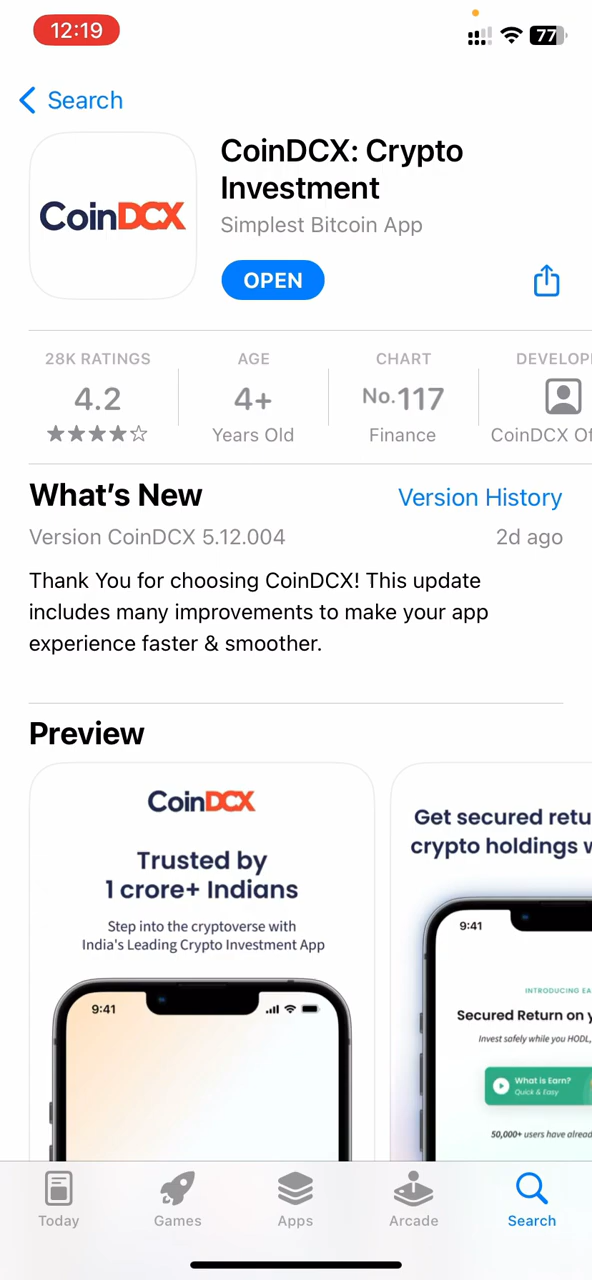 12:19
77
Search
CoinDCX
CoinDCX: Crypto
Investment
Simplest Bitcoin App
OPEN
28K RATINGS
AGE
CHART
DEVELOP
4.2
4+
No.117
Years Old
Finance
CoinDCX Of
What's New
Version History
Version CoinDCX 5.12.004
2d ago
Thank You for choosing CoinDCX! This update
includes many improvements to make your app
experience faster & smoother.
Preview
CoinDCX
Trusted by
1 crore+ Indians
Step into the cryptoverse with
India's Leading Crypto Investment App
9:41
Get secured retu
crypto holdings w
9:41
INTRODUCING EA
Secured Return on y
Invest safely while you HODL,
What is Earn?
Quick & Easy
50,000+ users have alread
Today
Games
Apps
Arcade
Search